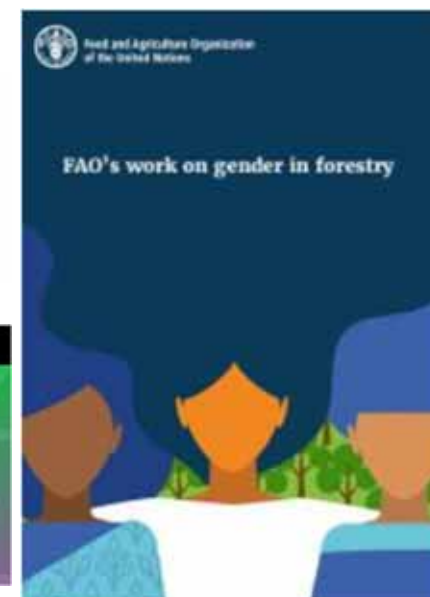 Food and Agriculture Organization
of the United Nations
FAO's work on gender in forestry